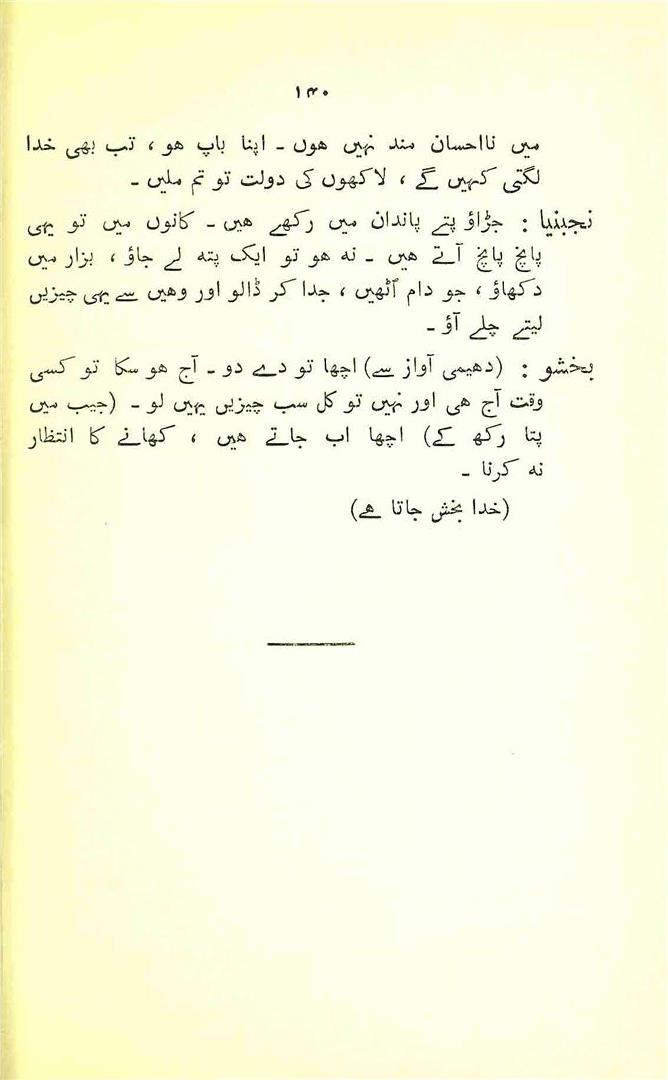 ۱۴۰
میں نااحسان مند نہیں ہوں ۔ اپنا باپ ہو ، تب بھی خدا
لگتی کہیں گے ، لاکھوں کی دولت تو تم ملیں ۔
نجبنیا : جڑاؤ پتے پاندان میں رکھے ہیں ۔ کانوں میں تو یہی
پانچ پانچ آتے ہیں ۔ نہ ہو تو ایک پتہ لے جاؤ ، بزار میں
دکھاؤ ، جو دام آٹھیں ، جدا کر ڈالو اور وہیں سے یہی چیزیں
لیتے چلے آؤ ۔
بخشو : (دھیمی آواز سے) اچھا تو دے دو ۔ آج ہو سکا تو کسی
وقت آج ہی اور نہیں تو کل سب چیزیں یہیں لو ۔ (جیب میں
پتا رکھ کے) اچھا اب جاتے ہیں ، کھانے کا انتظار
نہ کرنا ۔
(خدا بخش جاتا ہے)